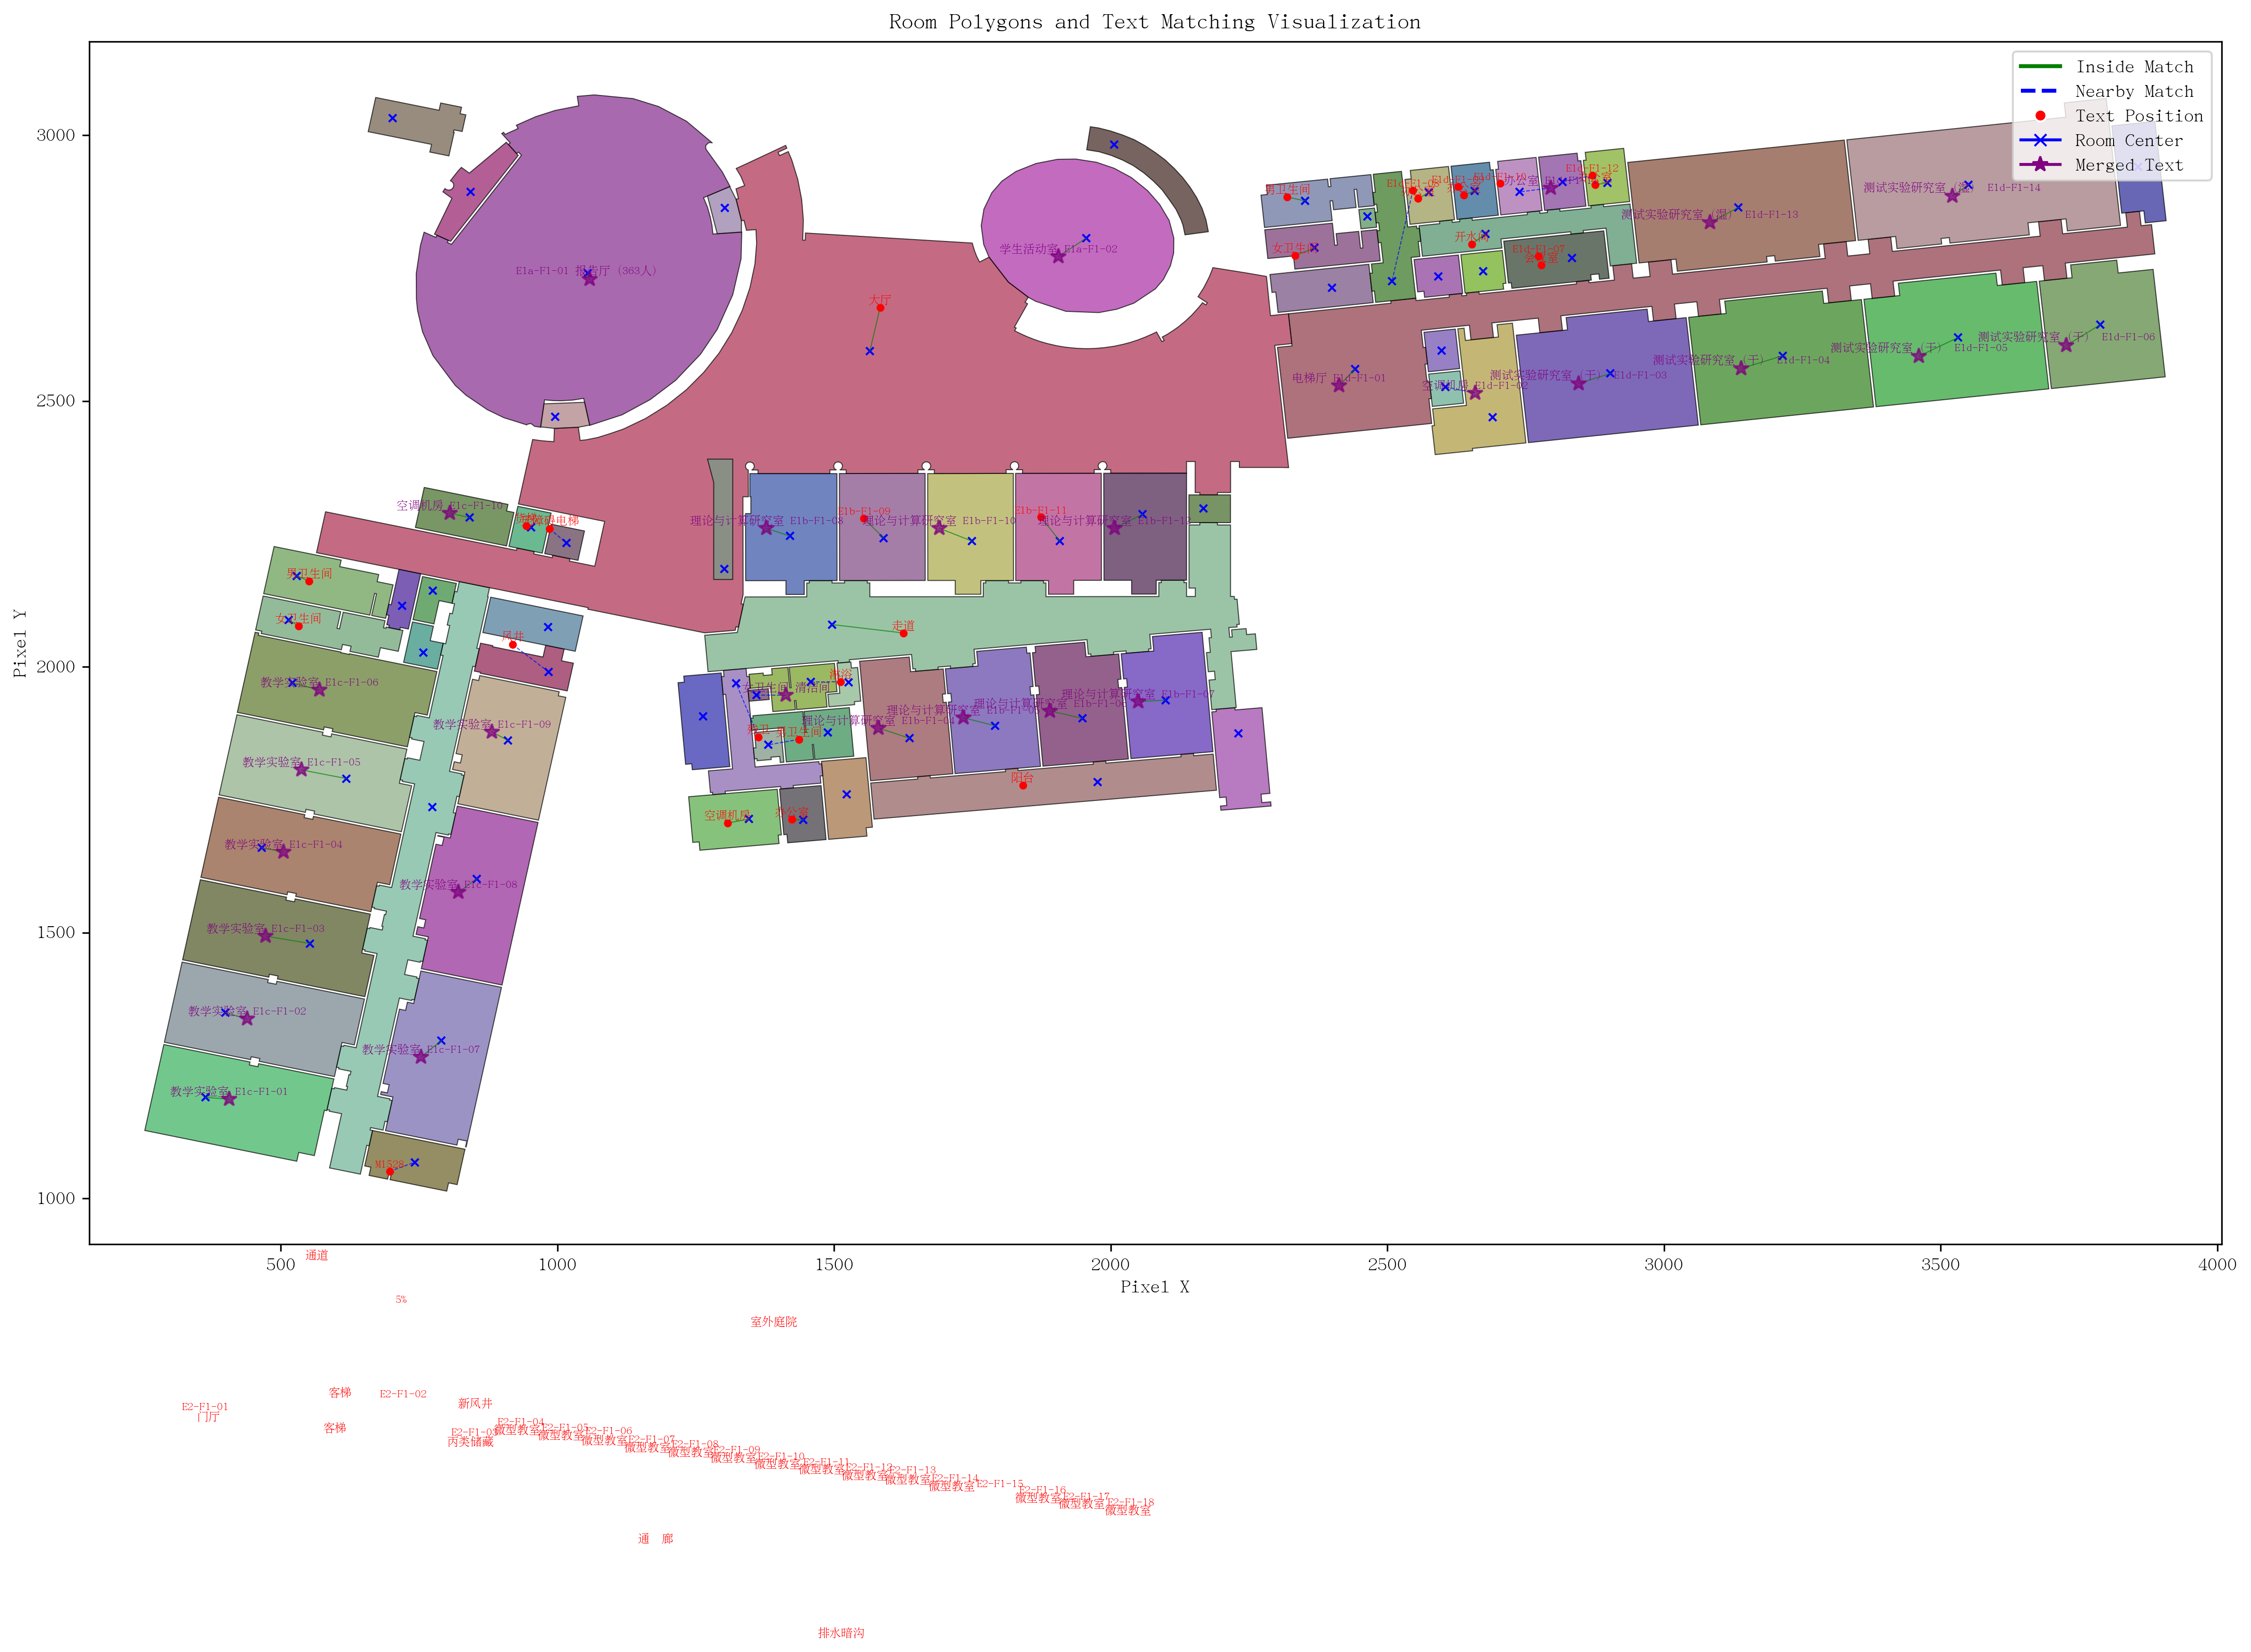 Room Polygons and Text Matching Visualization
Inside Match
Nearby Match
Text Position
Room Center
Merged Text
Pixel Y
3000
2500
2000
1500
1000
E1a-F1-01 报告厅 (363人)
学生活动室 E1a-F1-02
大厅
男卫生间
女卫生间
E1d-F1-08
E1d-F1-09
E1d-F1-10
办公室 E1d-F1-11
E1d-F1-12
开水间
E1d-F1-07
测试实验研究室 (湿) E1d-F1-13
测试实验研究室 (湿) E1d-F1-14
电梯厅 E1d-F1-01
空调机房 E1d-F1-02
测试实验研究室 (干) E1d-F1-03
测试实验研究室 (干) E1d-F1-04
测试实验研究室 (干) E1d-F1-05
测试实验研究室 (干) E1d-F1-06
空调机房 E1c-F1-10
理论与计算研究室 E1b-F1-08
E1b-F1-09
理论与计算研究室 E1b-F1-10
E1b-F1-11
理论与计算研究室 E1b-F1-12
男卫生间
女卫生间
风井
走道
教学实验室 E1c-F1-06
教学实验室 E1c-F1-09
女卫生间 清洁间
淋浴
男卫生间
理论与计算研究室 E1b-F1-04
理论与计算研究室 E1b-F1-05
理论与计算研究室 E1b-F1-06
理论与计算研究室 E1b-F1-07
教学实验室 E1c-F1-05
阳台
空调机房
办公室
教学实验室 E1c-F1-04
教学实验室 E1c-F1-08
教学实验室 E1c-F1-03
教学实验室 E1c-F1-02
教学实验室 E1c-F1-07
教学实验室 E1c-F1-01
M1528
500
1000
1500
2000
2500
3000
3500
4000
Pixel X
通道
5%
室外庭院
客梯
E2-F1-02
新风井
E2-F1-01
门厅
客梯
E2-F1-03
丙类储藏
E2-F1-04
微型教室
E2-F1-05
微型教室
E2-F1-06
微型教室
E2-F1-07
微型教室
E2-F1-08
微型教室
E2-F1-09
微型教室
E2-F1-10
微型教室
E2-F1-11
微型教室
E2-F1-12
微型教室
E2-F1-13
微型教室
E2-F1-14
微型教室
E2-F1-15
E2-F1-16
微型教室
E2-F1-17
微型教室
E2-F1-18
微型教室
通 廊
排水暗沟